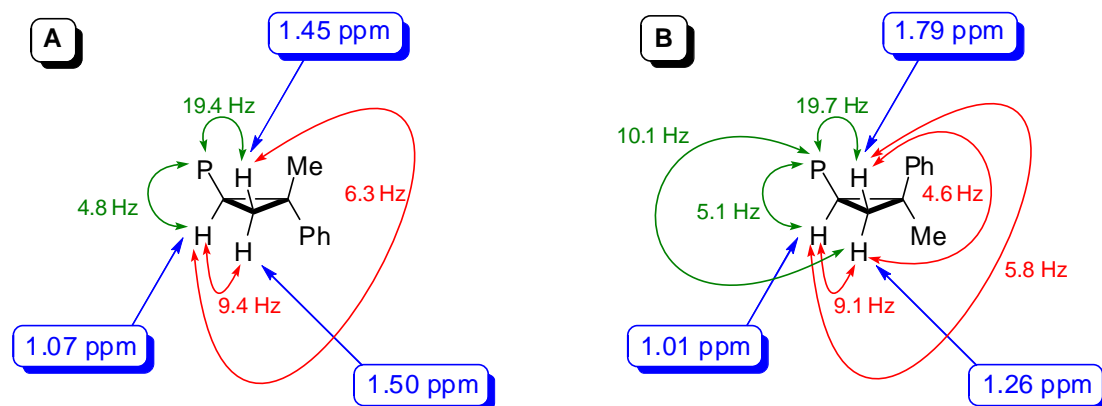 A
1.45 ppm
19.4 Hz
P
H
Me
6.3 Hz
4.8 Hz
H
H
Ph
9.4 Hz
1.07 ppm
1.50 ppm
B
1.79 ppm
19.7 Hz
10.1 Hz
P
H
Ph
4.6 Hz
5.1 Hz
H
H
Me
5.8 Hz
9.1 Hz
1.01 ppm
1.26 ppm